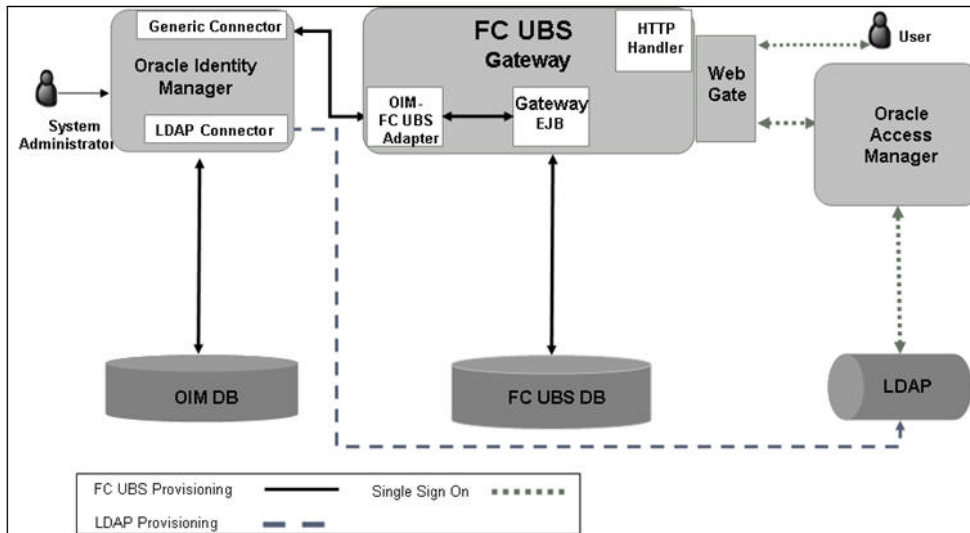 Generic Connector
Oracle Identity
Manager
LDAP Connector
System
Administrator
FC UBS
Gateway
HTTP
Handler
OIM-
FC UBS
Adapter
Gateway
EJB
Web
Gate
User
Oracle
Access
Manager
OIM DB
FC UBS DB
LDAP
FC UBS Provisioning
Single Sign On
LDAP Provisioning